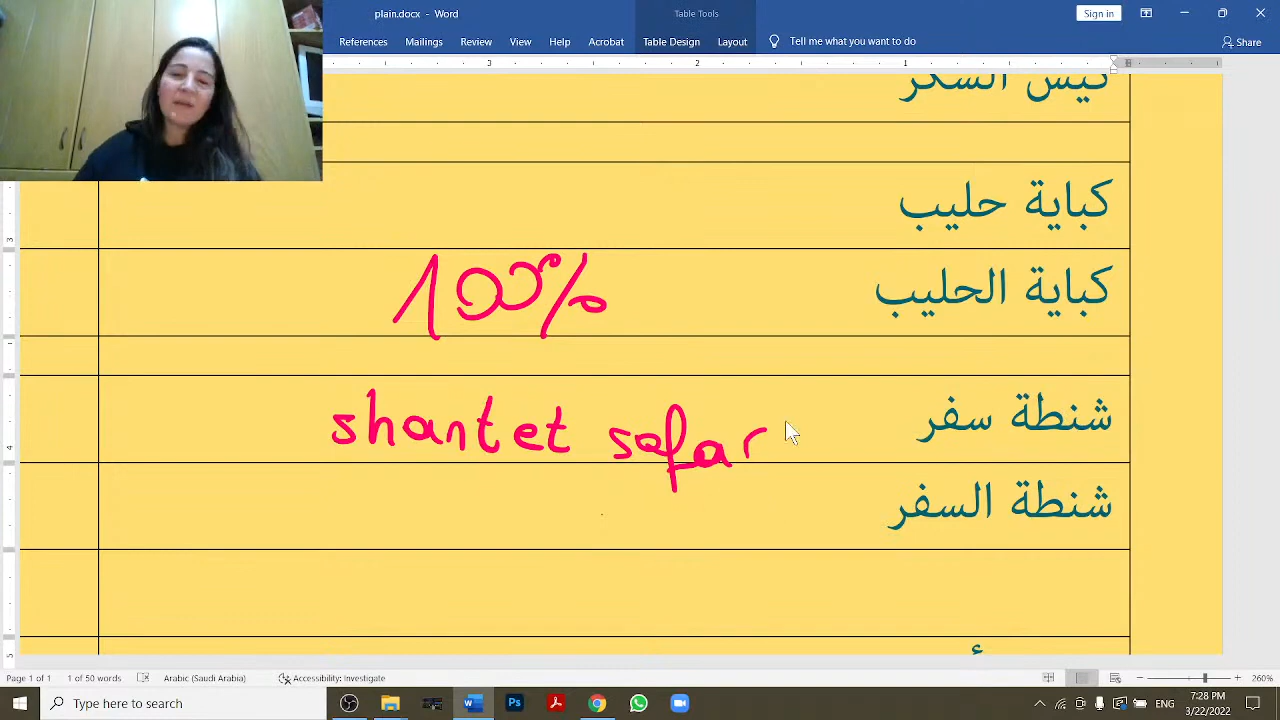 plain.docx - Word
Table Tools
Sign in
References Mailings Review View Help Acrobat Table Design Layout Tell me what you want to do Share
3 2 1
كيس السكر
كباية حليب
100% كباية الحليب
shantet safar شنطة سفر
شنطة السفر
Page 1 of 1 1 of 50 words Arabic (Saudi Arabia) Accessibility: Investigate 260%
Type here to search
ENG 7:28 PM
3/22/2022